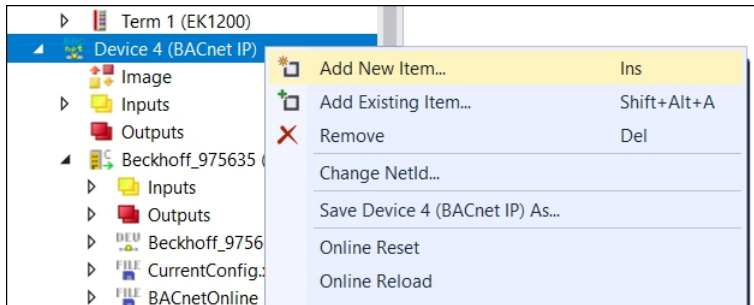 Term 1 (EK1200)
Device 4 (BACnet IP)
Image
Inputs
Outputs
Beckhoff_975635 (
Inputs
Outputs
Beckhoff_9756
CurrentConfig.
BACnetOnline
Add New Item... Ins
Add Existing Item... Shift+Alt+A
Remove Del
Change NetId...
Save Device 4 (BACnet IP) As...
Online Reset
Online Reload